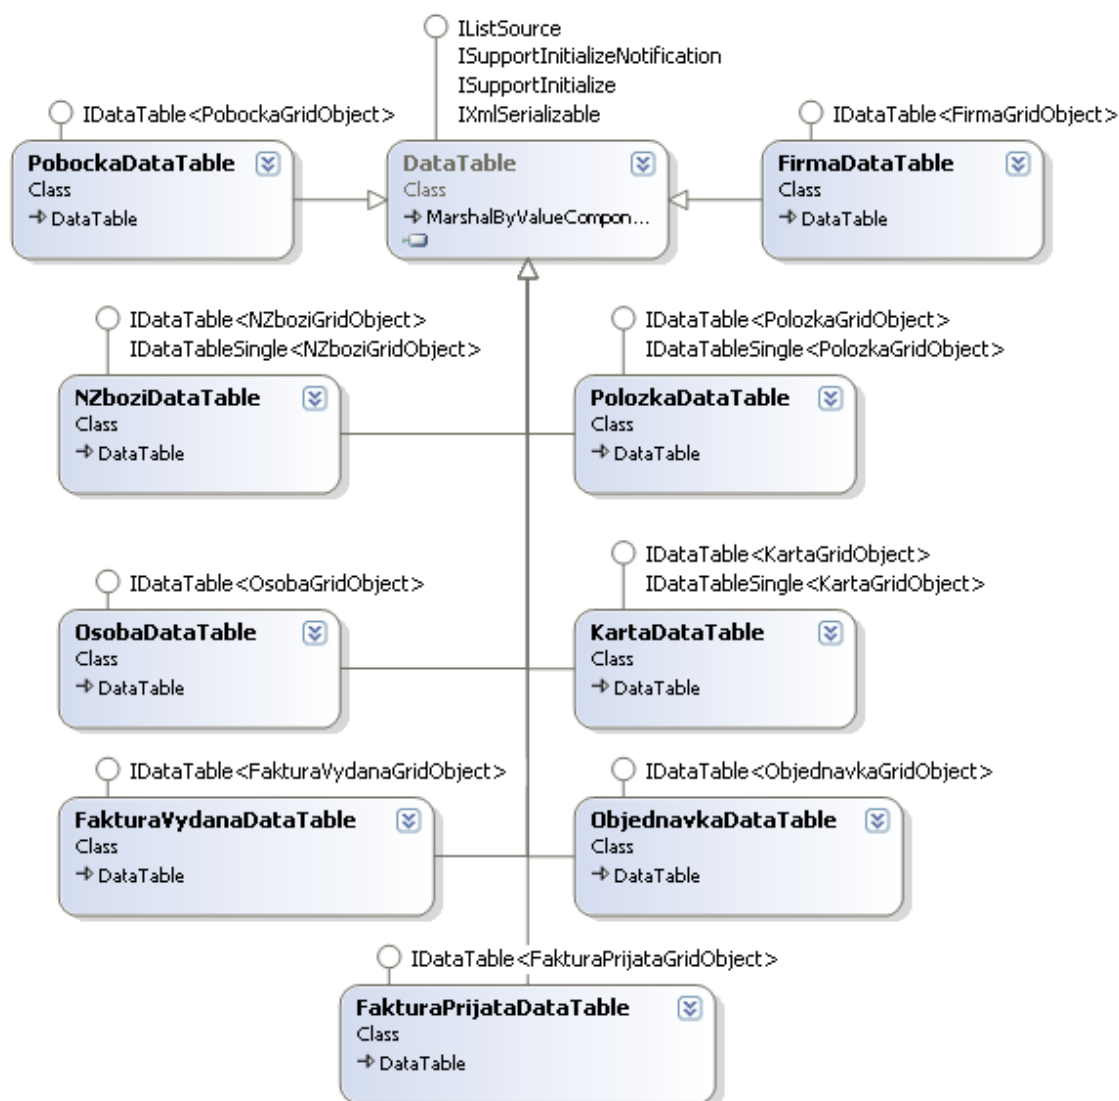 IListSource
ISupportInitializeNotification
ISupportInitialize
IXmlSerializable
IDataTable<PobockaGridObject>
PobockaDataTable
Class
DataTable
DataTable
Class
MarshalByValueCompon...
IDataTable<FirmaGridObject>
FirmaDataTable
Class
DataTable
IDataTable<NZboziGridObject>
IDataTableSingle<NZboziGridObject>
NZboziDataTable
Class
DataTable
IDataTable<PolozkaGridObject>
IDataTableSingle<PolozkaGridObject>
PolozkaDataTable
Class
DataTable
IDataTable<OsobaGridObject>
OsobaDataTable
Class
DataTable
IDataTable<KartaGridObject>
IDataTableSingle<KartaGridObject>
KartaDataTable
Class
DataTable
IDataTable<FakturaVydanaGridObject>
FakturaVydanaDataTable
Class
DataTable
IDataTable<ObjednavkaGridObject>
ObjednavkaDataTable
Class
DataTable
IDataTable<FakturaPrijataGridObject>
FakturaPrijataDataTable
Class
DataTable